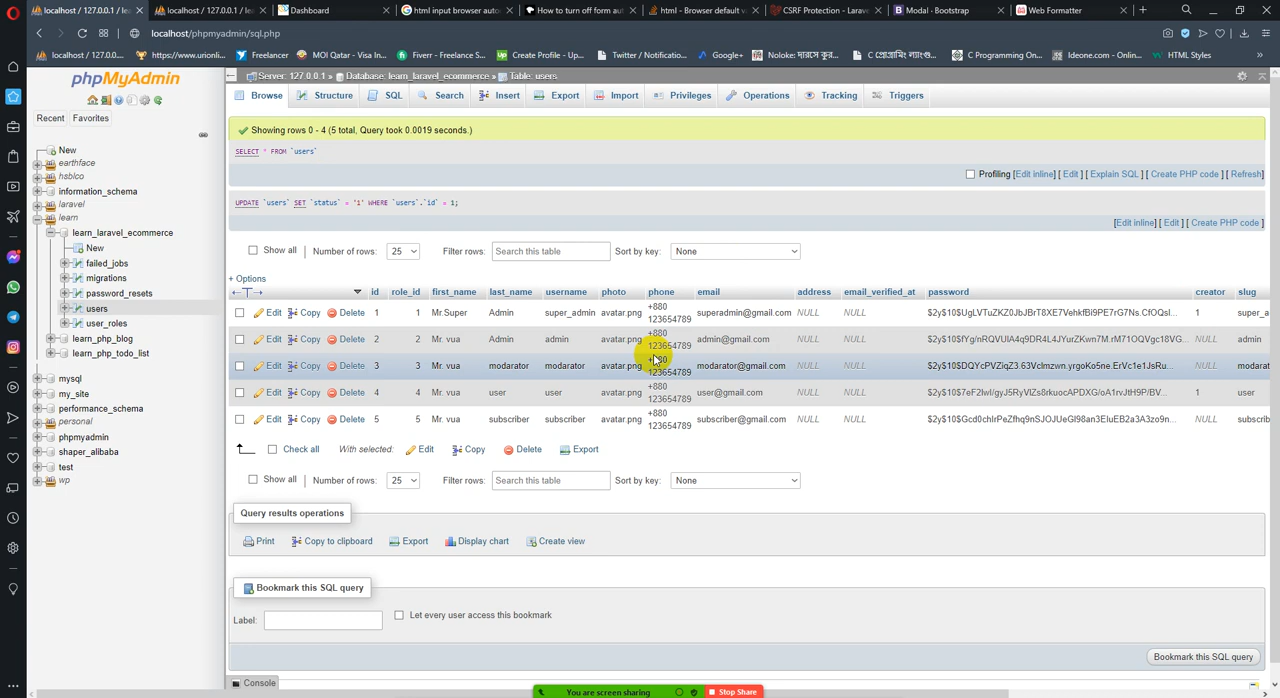 localhost / 127.0.0.1 / l
localhost / 127.0.0.1 / l
Dashboard
html input browser auto
How to turn off form au
html - Browser default v
CSRF Protection - Larave
Modal · Bootstrap
Web Formatter
localhost/phpmyadmin/sql.php
localhost / 127.0.0.1 /...
https://www.urionli...
Freelancer
MOI Qatar - Visa In...
Fiverr - Freelance S...
Create Profile - Up...
Twitter / Notificatio...
Google+
C Programming On...
Ideone.com - Onlin...
HTML Styles
phpMyAdmin
Recent Favorites
New
earthface
hsblco
information_schema
laravel
learn
learn_laravel_ecommerce
New
failed_jobs
migrations
password_resets
users
user_roles
learn_php_blog
learn_php_todo_list
mysql
my_site
performance_schema
personal
phpmyadmin
shaper_alibaba
test
wp
Server: 127.0.0.1 » Database: learn_laravel_ecommerce » Table: users
Browse Structure SQL Search Insert Export Import Privileges Operations Tracking Triggers
Showing rows 0 - 4 (5 total, Query took 0.0019 seconds.)
SELECT * FROM `users`
Profiling [Edit inline] [ Edit ] [ Explain SQL ] [ Create PHP code ] [ Refresh]
UPDATE `users` SET `status` = '1' WHERE `users`.`id` = 1;
[Edit inline] [ Edit ] [ Create PHP code ]
Show all Number of rows: 25 Filter rows: Search this table Sort by key: None
+ Options
id role_id first_name last_name username photo phone email address email_verified_at password creator slug
Edit Copy Delete 1 1 Mr.Super Admin super_admin avatar.png +880 123654789 superadmin@gmail.com NULL NULL 1 super_a
Edit Copy Delete 2 2 Mr. vua Admin admin avatar.png +880 123654789 admin@gmail.com NULL NULL NULL admin
Edit Copy Delete 3 3 Mr. vua modarator modarator avatar.png 123654789 modarator@gmail.com NULL NULL NULL modarat
Edit Copy Delete 4 4 Mr. vua user user avatar.png +880 123654789 user@gmail.com NULL NULL 1 user
Edit Copy Delete 5 5 Mr. vua subscriber subscriber avatar.png +880 123654789 subscriber@gmail.com NULL NULL NULL subscrib
Check all With selected: Edit Copy Delete Export
Show all Number of rows: 25 Filter rows: Search this table Sort by key: None
Query results operations
Print Copy to clipboard Export Display chart Create view
Bookmark this SQL query
Label: Let every user access this bookmark
Bookmark this SQL query
Console
You are screen sharing Stop Share